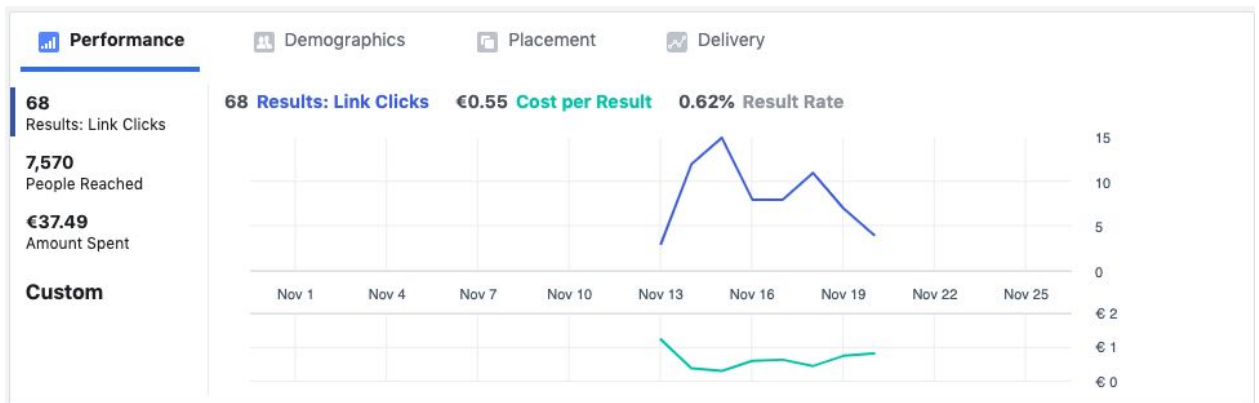 Performance
Demographics
Placement
Delivery
68
Results: Link Clicks
7,570
People Reached
€37.49
Amount Spent
Custom
68 Results: Link Clicks €0.55 Cost per Result 0.62% Result Rate
15
10
5
0
Nov 1 Nov 4 Nov 7 Nov 10 Nov 13 Nov 16 Nov 19 Nov 22 Nov 25
€ 2
€ 1
€ 0